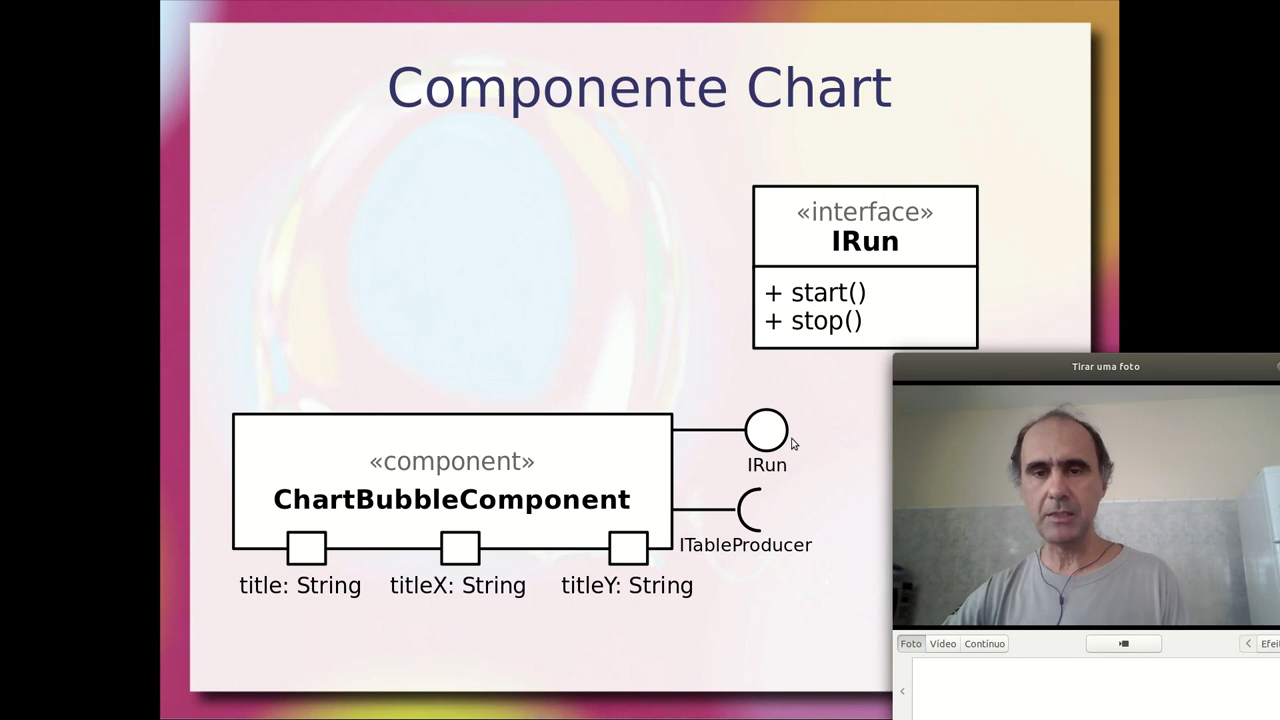 Componente Chart
«interface»
IRun
+ start()
+ stop()
Tirar uma foto
«component»
ChartBubbleComponent
IRun
ITableProducer
title: String
titleX: String
titleY: String
Foto
Vídeo
Contínuo
Efei